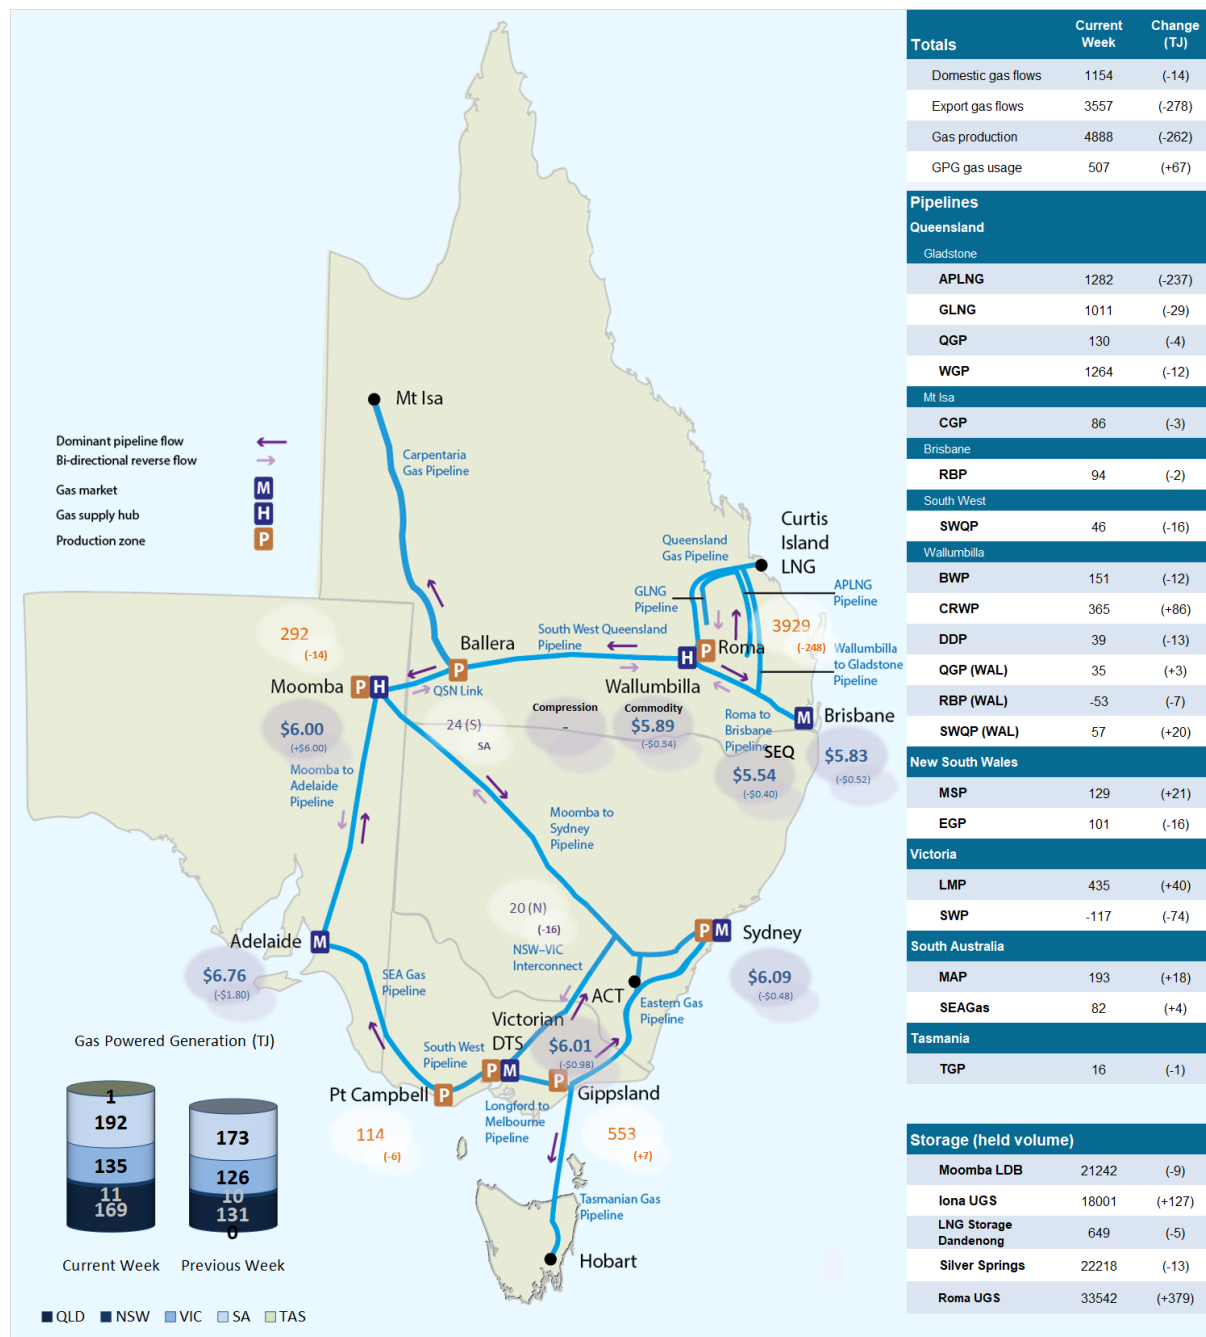 Mt Isa
Dominant pipeline flow
Bi-directional reverse flow
Gas market
M
Gas supply hub
H
Production zone
P
Carpentaria
Gas Pipeline
Curtis
Island
LNG
Queensland
Gas Pipeline
GLNG
Pipeline
APLNG
Pipeline
3929
(-248)
292
(-14)
Ballera
South West Queensland
Pipeline
H
P
Roma
Wallumbilla
to Gladstone
Pipeline
P
Moomba
P
H
QSN Link
Wallumbilla
M
Brisbane
Compression
-
Commodity
$5.89
(-$0.34)
Roma to
Brisbane
Pipeline
SEQ
$5.54
(-$0.40)
$5.83
(-$0.52)
$6.00
(+$6.00)
24 (S)
SA
Moomba to
Adelaide
Pipeline
Moomba to
Sydney
Pipeline
20 (N)
(-16)
NSW–VIC
Interconnect
P
M
Sydney
$6.09
(-$0.48)
Adelaide
M
$6.76
(-$1.80)
SEA Gas
Pipeline
ACT
Eastern Gas
Pipeline
Victorian
DTS
$6.01
(-$0.98)
South West
Pipeline
P
M
P
Gippsland
Pt Campbell
P
Longford to
Melbourne
Pipeline
114
(-6)
553
(+7)
Tasmanian Gas
Pipeline
Hobart
Gas Powered Generation (TJ)
1
192
135
11
169
173
126
10
131
0
Current Week
Previous Week
QLD
NSW
VIC
SA
TAS
Totals Current Week Change (TJ)
Domestic gas flows 1154 (-14)
Export gas flows 3557 (-278)
Gas production 4888 (-262)
GPG gas usage 507 (+67)
Pipelines
Queensland
Gladstone
APLNG 1282 (-237)
GLNG 1011 (-29)
QGP 130 (-4)
WGP 1264 (-12)
Mt Isa
CGP 86 (-3)
Brisbane
RBP 94 (-2)
South West
SWQP 46 (-16)
Wallumbilla
BWP 151 (-12)
CRWP 365 (+86)
DDP 39 (-13)
QGP (WAL) 35 (+3)
RBP (WAL) -53 (-7)
SWQP (WAL) 57 (+20)
New South Wales
MSP 129 (+21)
EGP 101 (-16)
Victoria
LMP 435 (+40)
SWP -117 (-74)
South Australia
MAP 193 (+18)
SEAGas 82 (+4)
Tasmania
TGP 16 (-1)
Storage (held volume)
Moomba LDB 21242 (-9)
Iona UGS 18001 (+127)
LNG Storage
Dandenong 649 (-5)
Silver Springs 22218 (-13)
Roma UGS 33542 (+379)